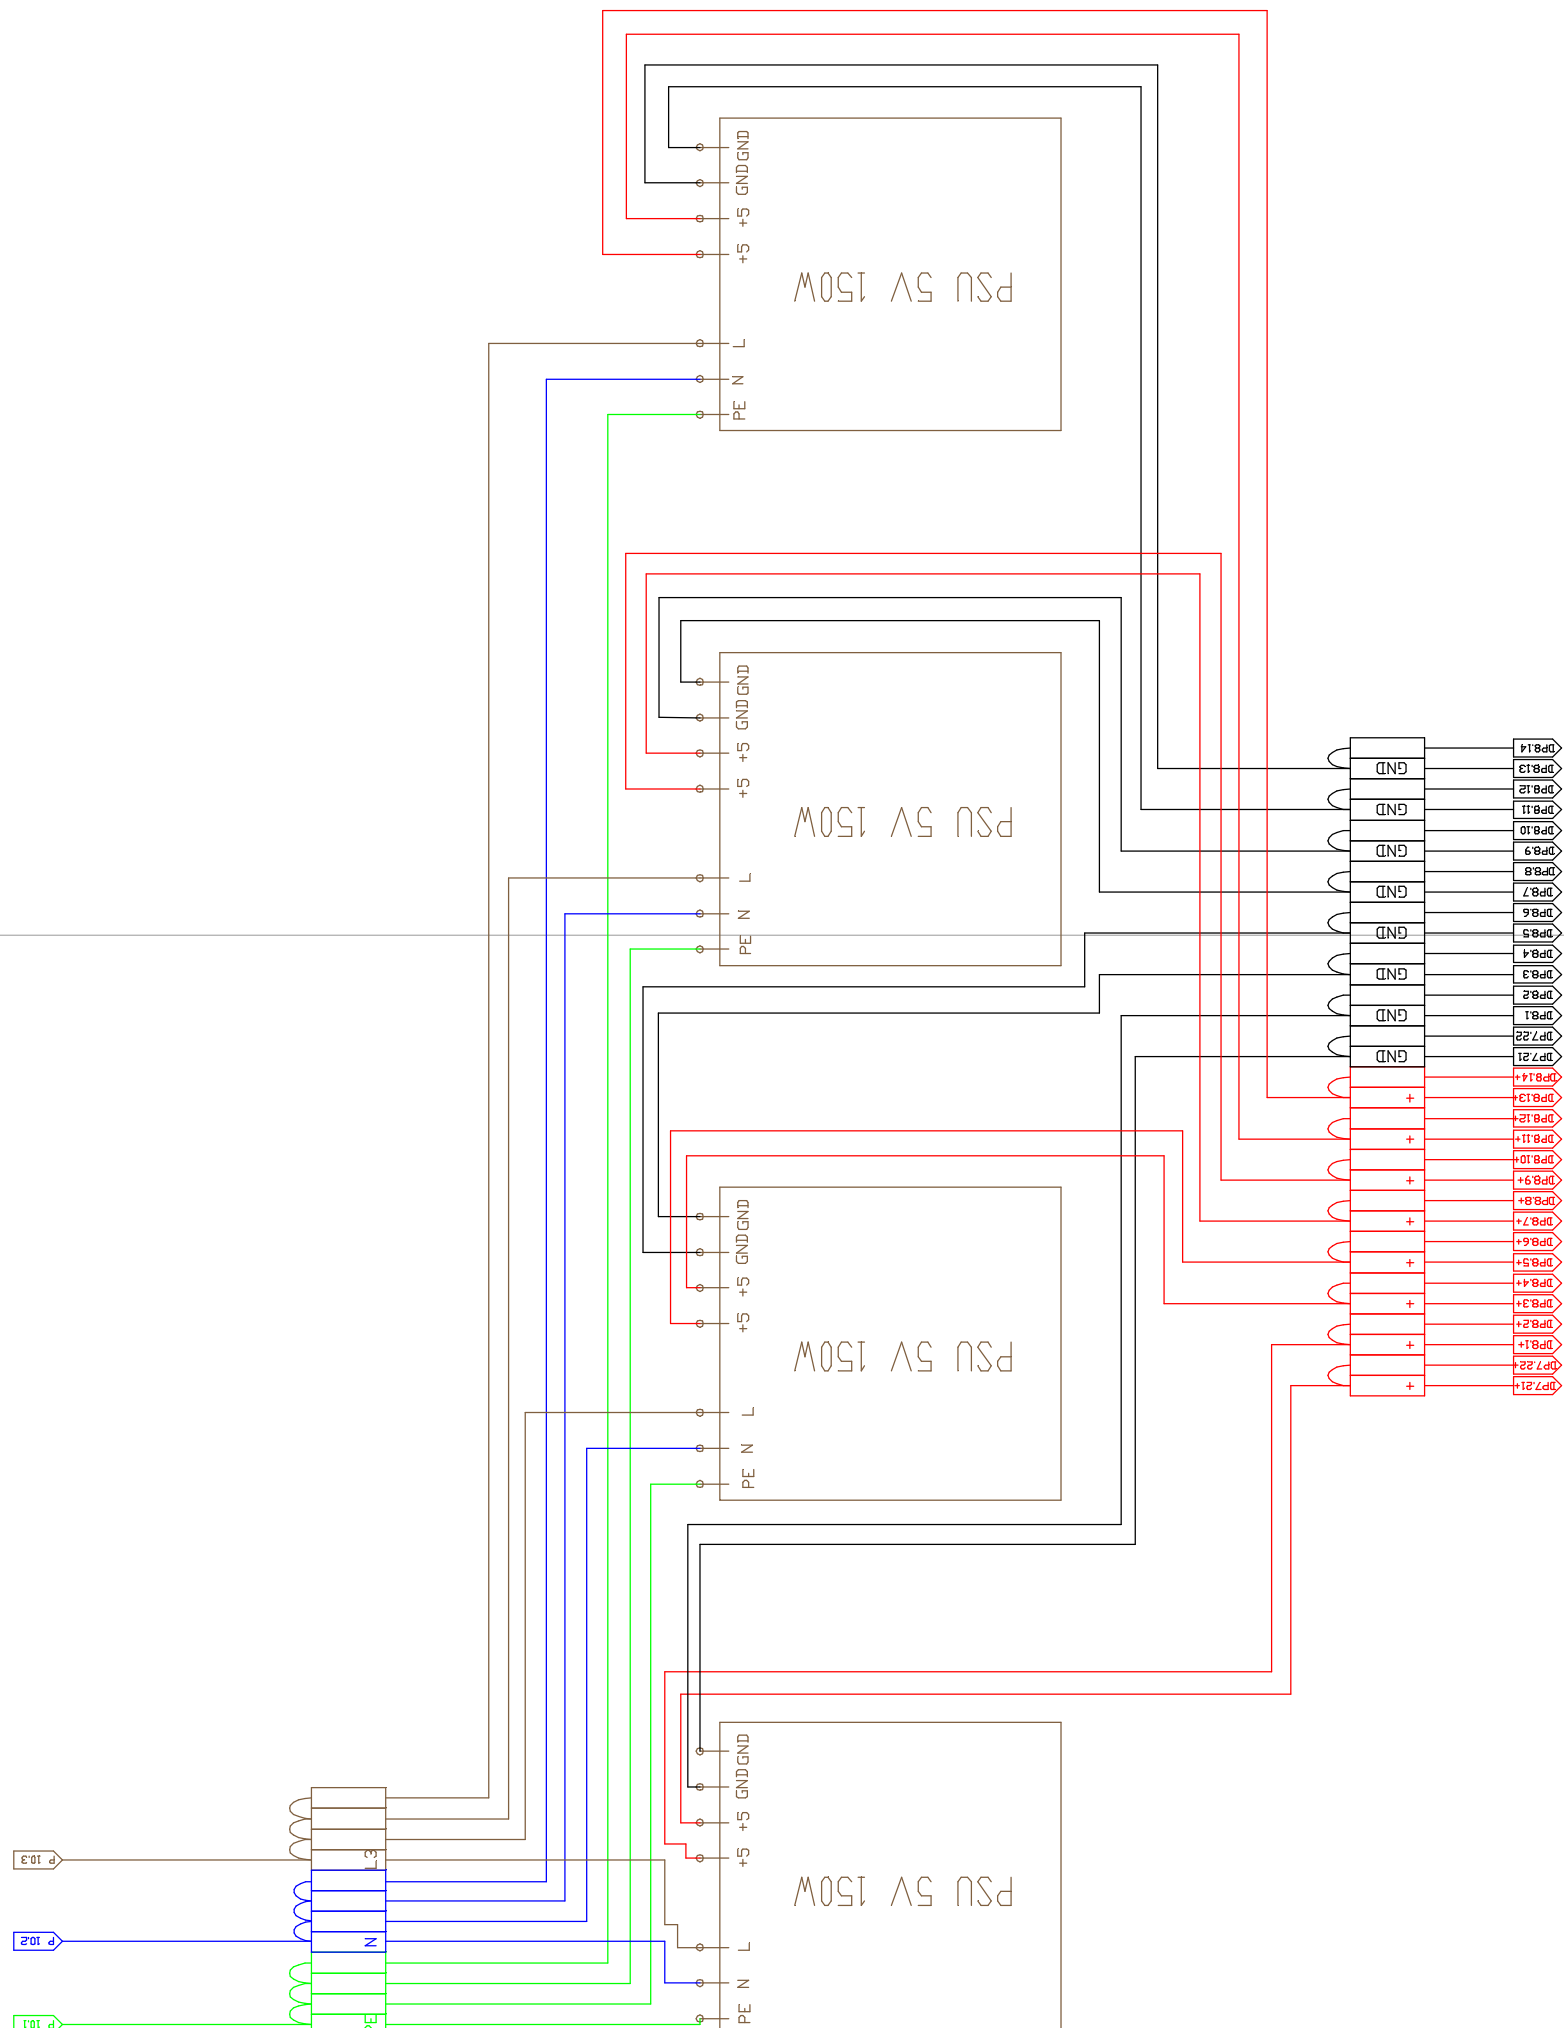 GND
GND
+5
+5
PSU 5V 150W
L
N
PE
GND
GND
+5
+5
PSU 5V 150W
L
N
PE
GND
GND
+5
+5
PSU 5V 150W
L
N
PE
GND
GND
+5
+5
PSU 5V 150W
L
N
PE
DP8.14
GND DP8.13
DP8.12
GND DP8.11
DP8.10
GND DP8.9
DP8.8
GND DP8.7
DP8.6
GND DP8.5
DP8.4
GND DP8.3
DP8.2
GND DP8.1
DP7.22
GND DP7.21
DP8.14+
+ DP8.13+
DP8.12+
+ DP8.11+
DP8.10+
+ DP8.9+
DP8.8+
+ DP8.7+
DP8.6+
+ DP8.5+
DP8.4+
+ DP8.3+
DP8.2+
+ DP8.1+
DP7.22+
+ DP7.21+
P 10.3
L3
P 10.2
N
P 10.1
PE